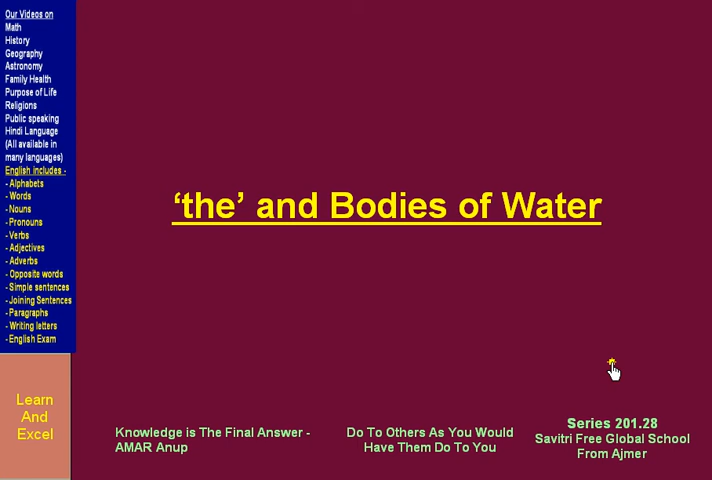 Our Videos on
Math
History
Geography
Astronomy
Family Health
Purpose of Life
Religions
Public speaking
Hindi Language
(All available in
many languages)
English includes -
- Alphabets
- Words
- Nouns
- Pronouns
- Verbs
- Adjectives
- Adverbs
- Opposite words
- Simple sentences
- Joining Sentences
- Paragraphs
- Writing letters
- English Exam
Learn
And
Excel
‘the’ and Bodies of Water
Knowledge is The Final Answer -
AMAR Anup
Do To Others As You Would
Have Them Do To You
Series 201.28
Savitri Free Global School
From Ajmer